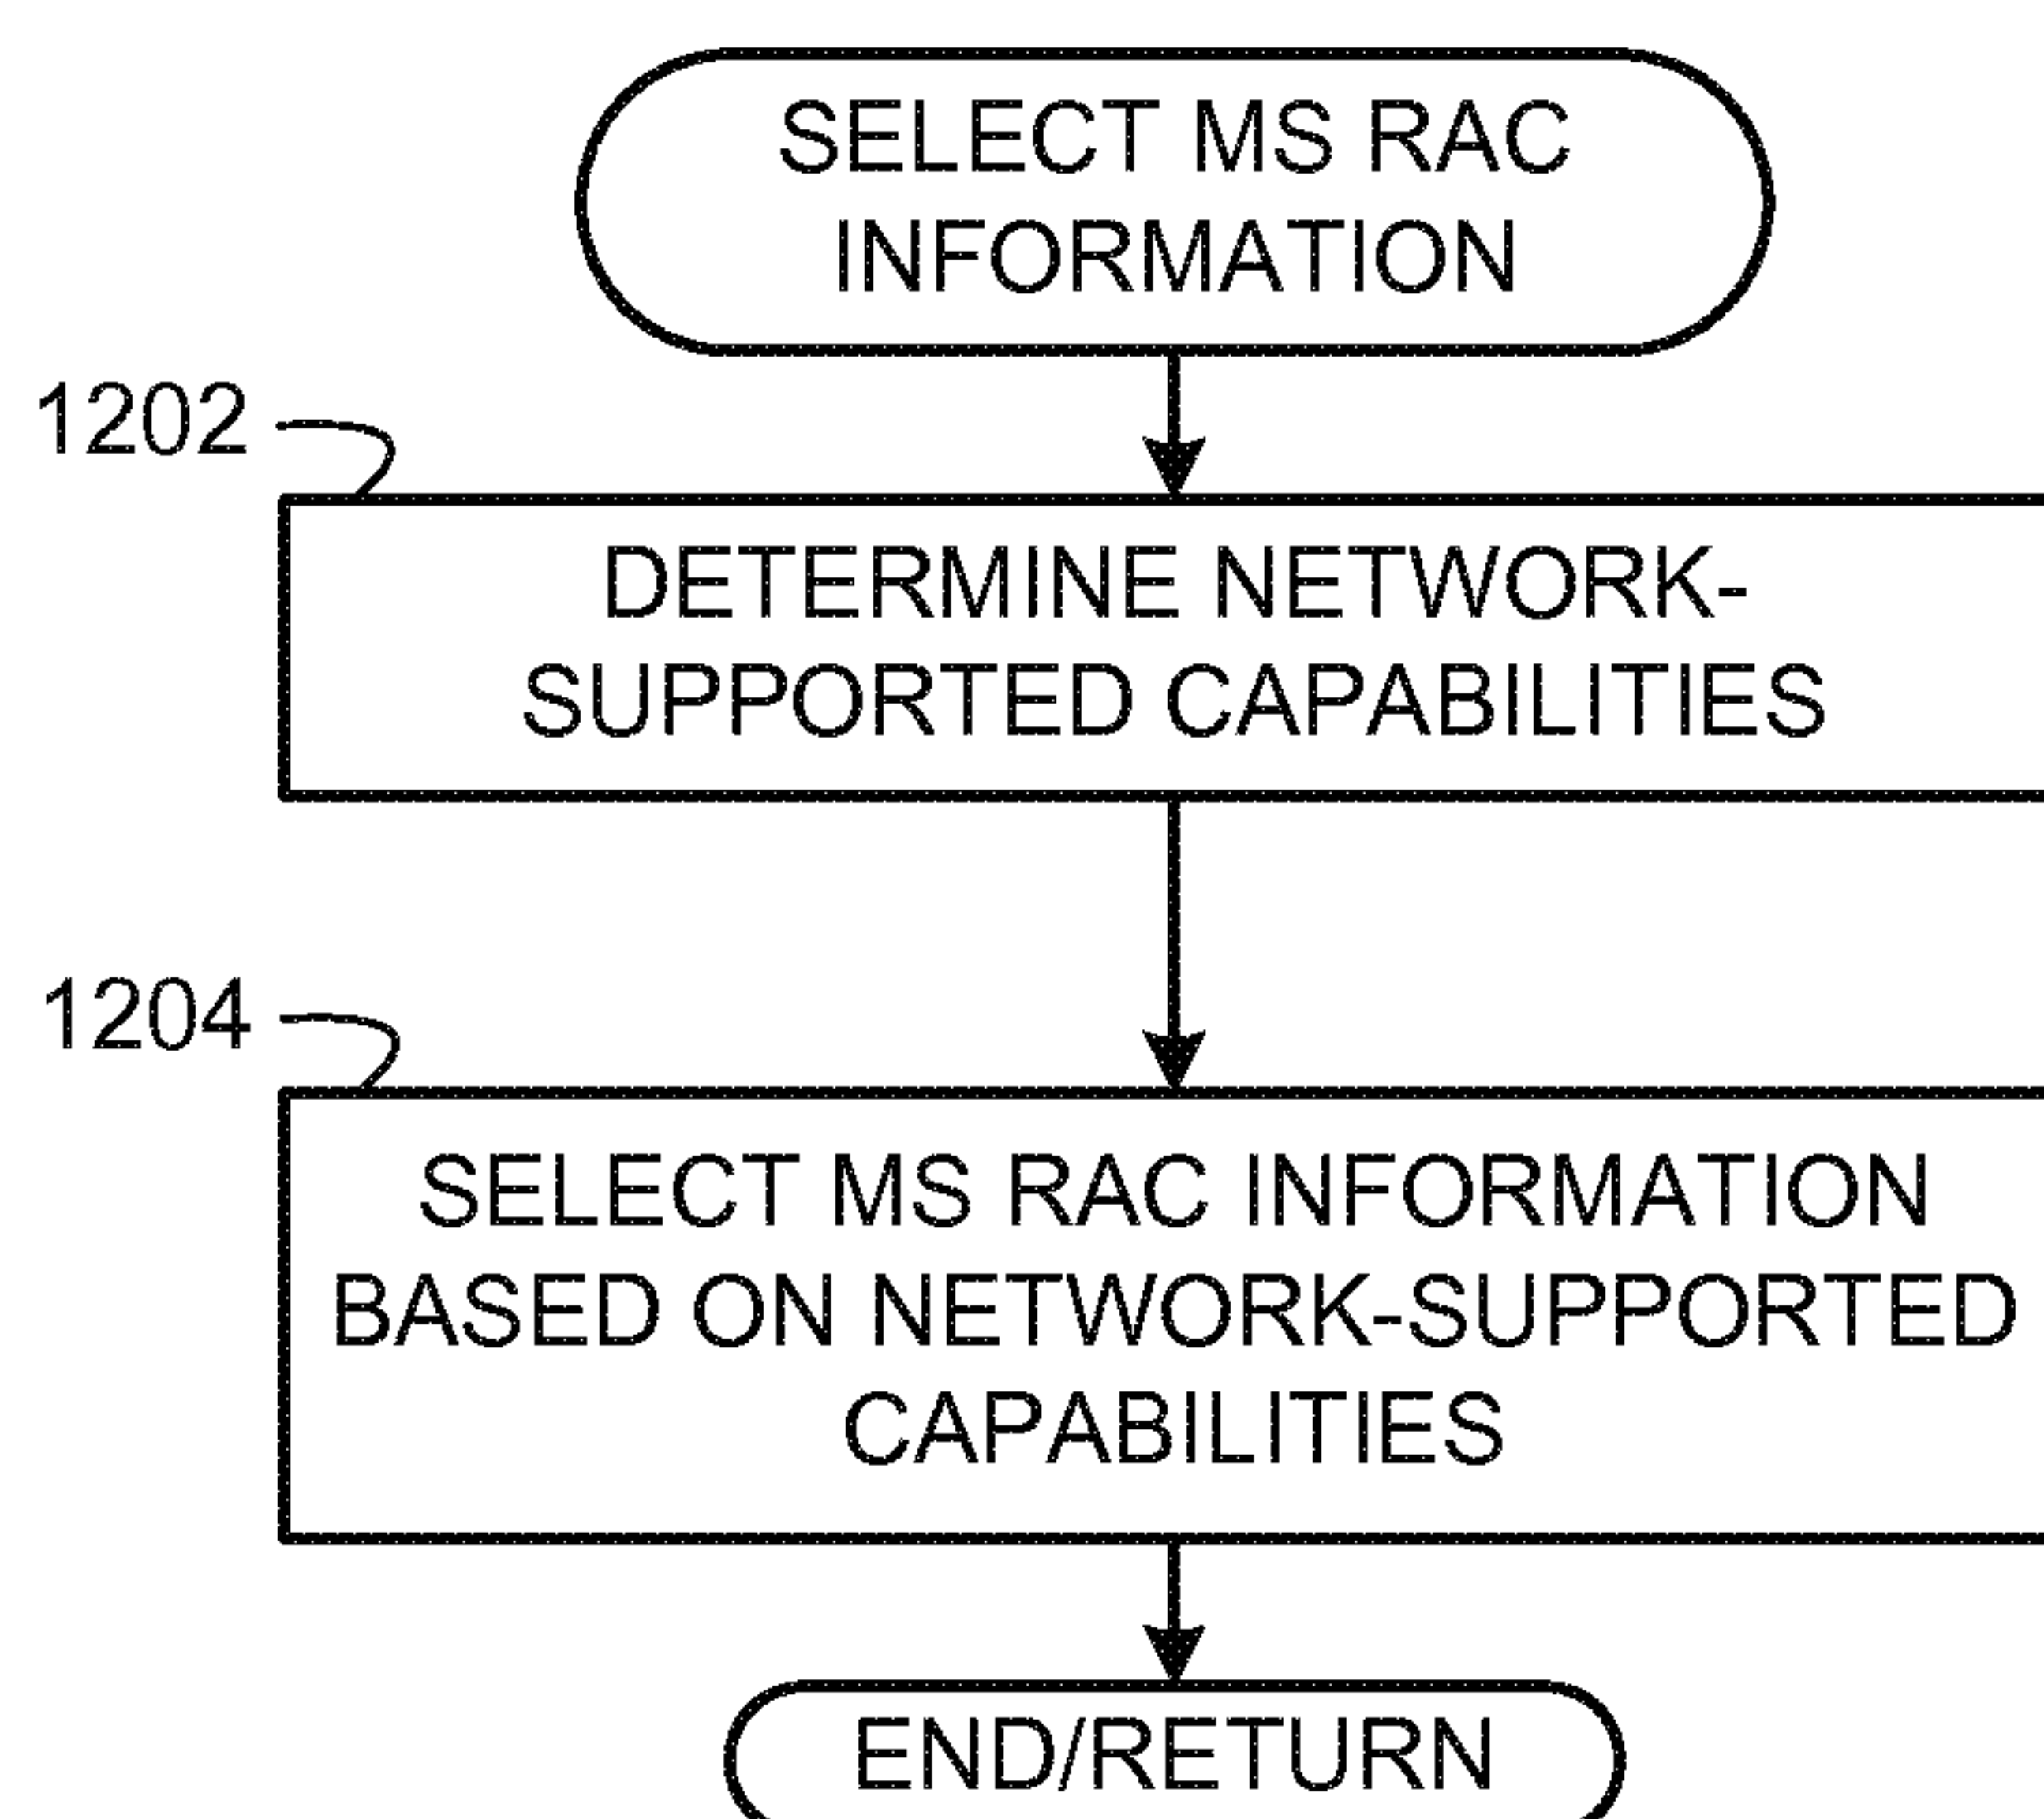 SELECT MS RAC
INFORMATION
1202
DETERMINE NETWORK-
SUPPORTED CAPABILITIES
1204
SELECT MS RAC INFORMATION
BASED ON NETWORK-SUPPORTED
CAPABILITIES
END/RETURN